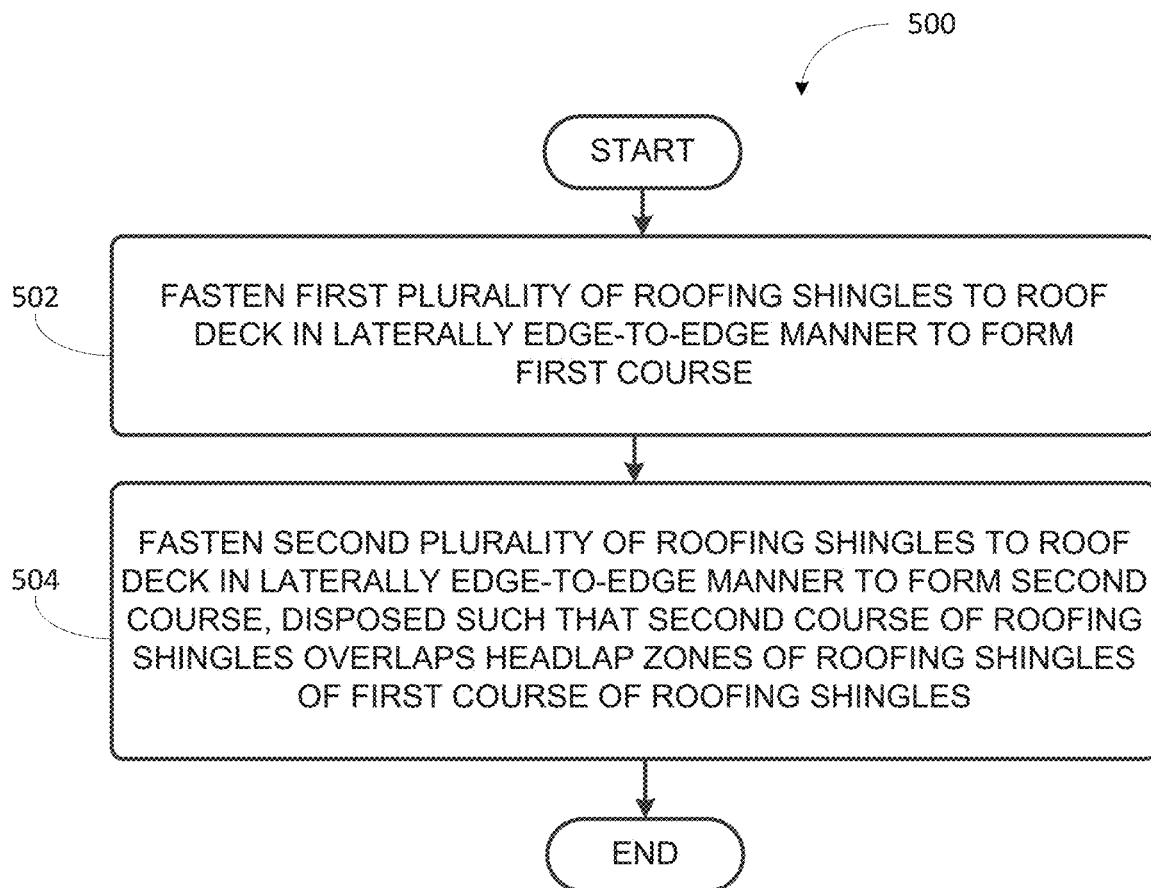 500
START
502
FASTEN FIRST PLURALITY OF ROOFING SHINGLES TO ROOF
DECK IN LATERALLY EDGE-TO-EDGE MANNER TO FORM
FIRST COURSE
504
FASTEN SECOND PLURALITY OF ROOFING SHINGLES TO ROOF
DECK IN LATERALLY EDGE-TO-EDGE MANNER TO FORM SECOND
COURSE, DISPOSED SUCH THAT SECOND COURSE OF ROOFING
SHINGLES OVERLAPS HEADLAP ZONES OF ROOFING SHINGLES
OF FIRST COURSE OF ROOFING SHINGLES
END